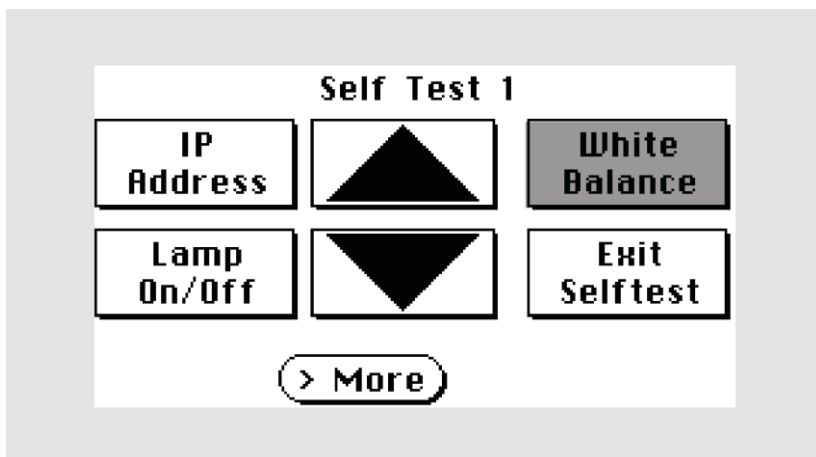 Self Test 1
IP
Address
White
Balance
Lamp
On/Off
Exit
Selftest
> More